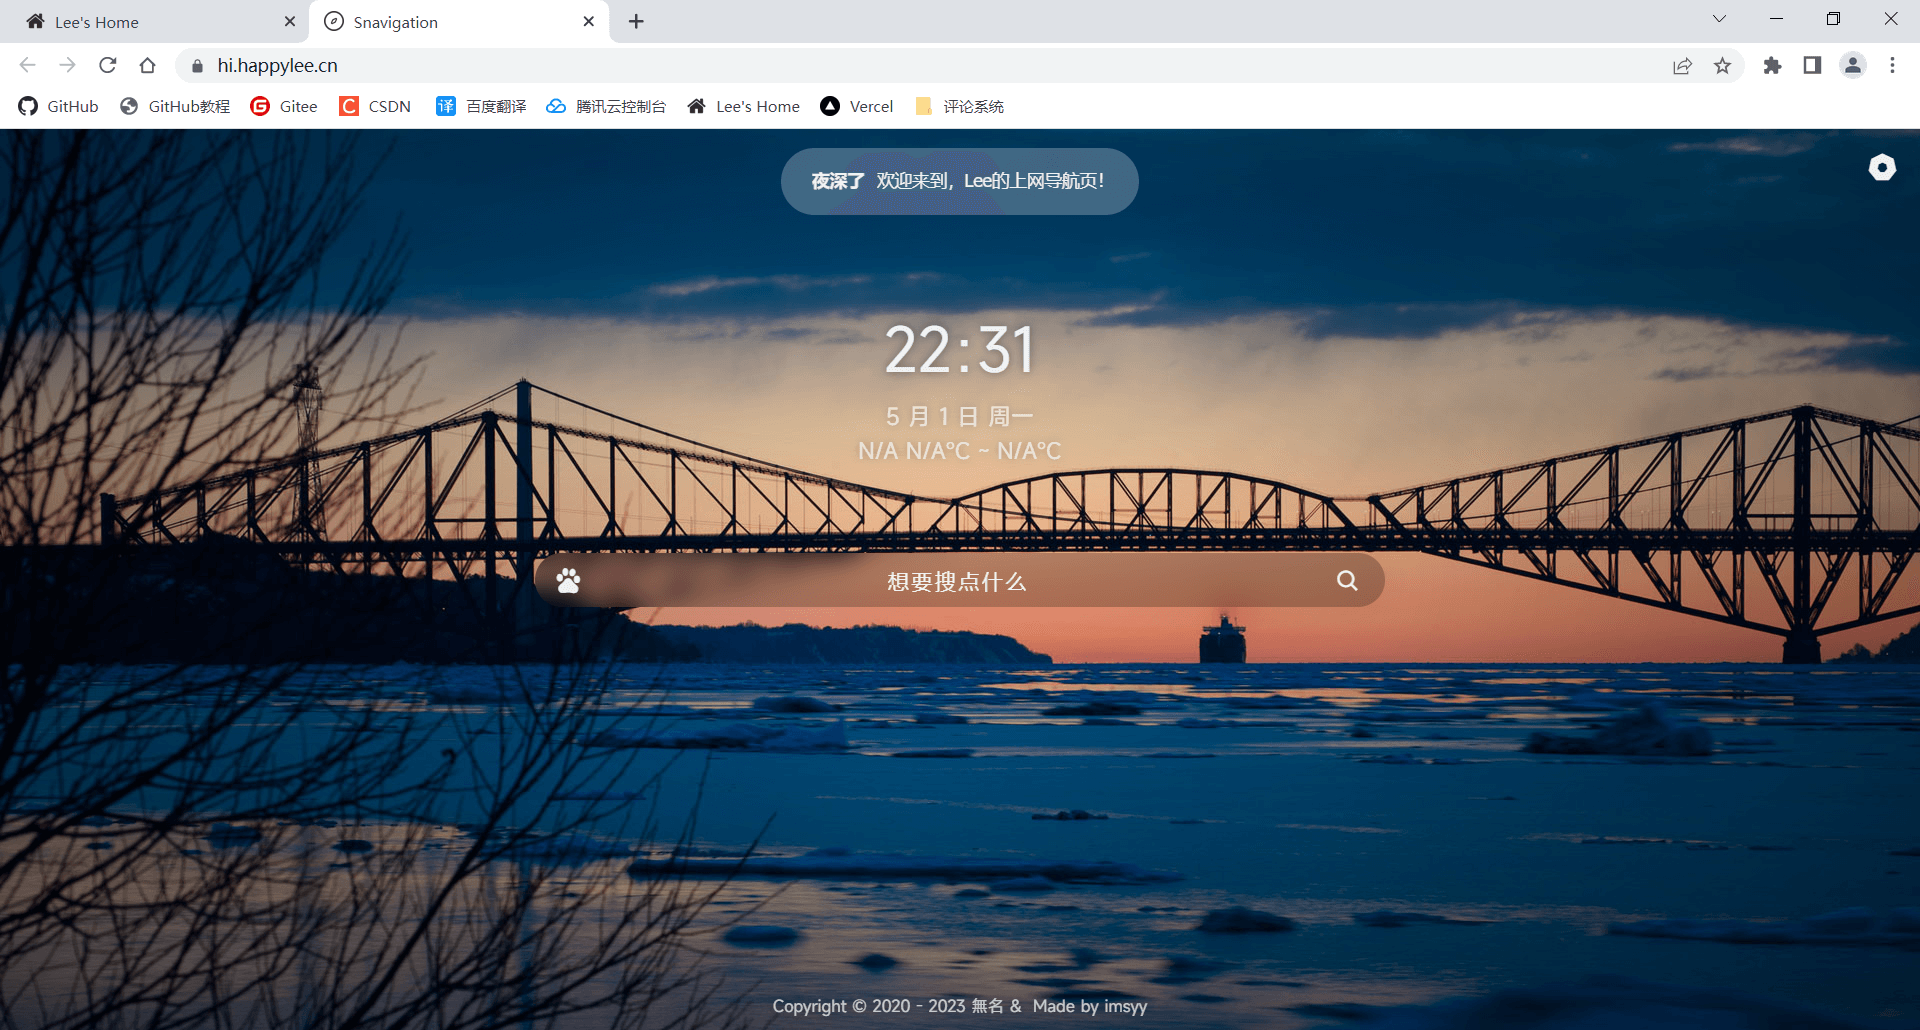 Lee's Home
Snavigation
hi.happylee.cn
GitHub GitHub教程 Gitee CSDN 百度翻译 腾讯云控制台 Lee's Home Vercel 评论系统
夜深了 欢迎来到，Lee的上网导航页！
22:31
5 月 1 日 周一
N/A N/A°C ~ N/A°C
想要搜点什么
Copyright © 2020 - 2023 無名 & Made by imsyy